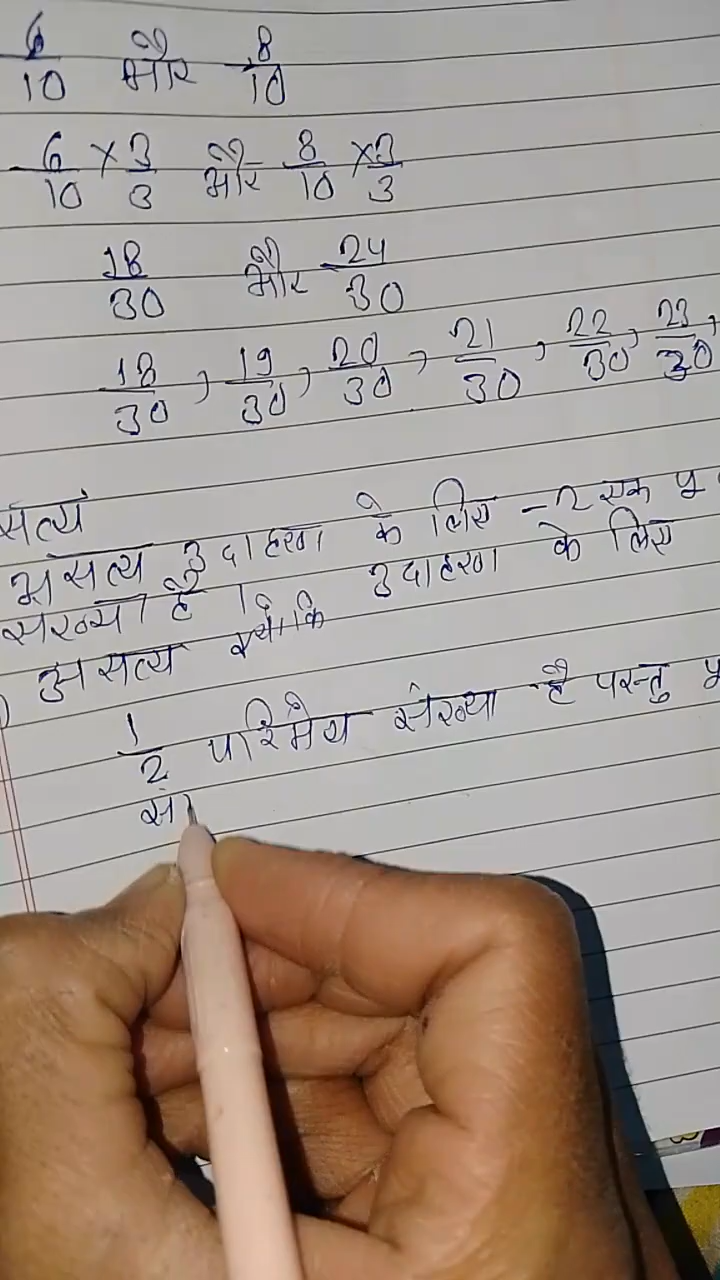 6/10 और 8/10
6/10 × 3/3 और 8/10 × 3/3
18/30 और 24/30
18/30, 19/30, 20/30, 21/30, 22/30, 23/30,
सत्य
असत्य उदाहरण के लिए -2 एक पू
संख्या है।
) असत्य क्योंकि उदाहरण के लिए
1/2 परिमेय संख्या है परन्तु पू
सं